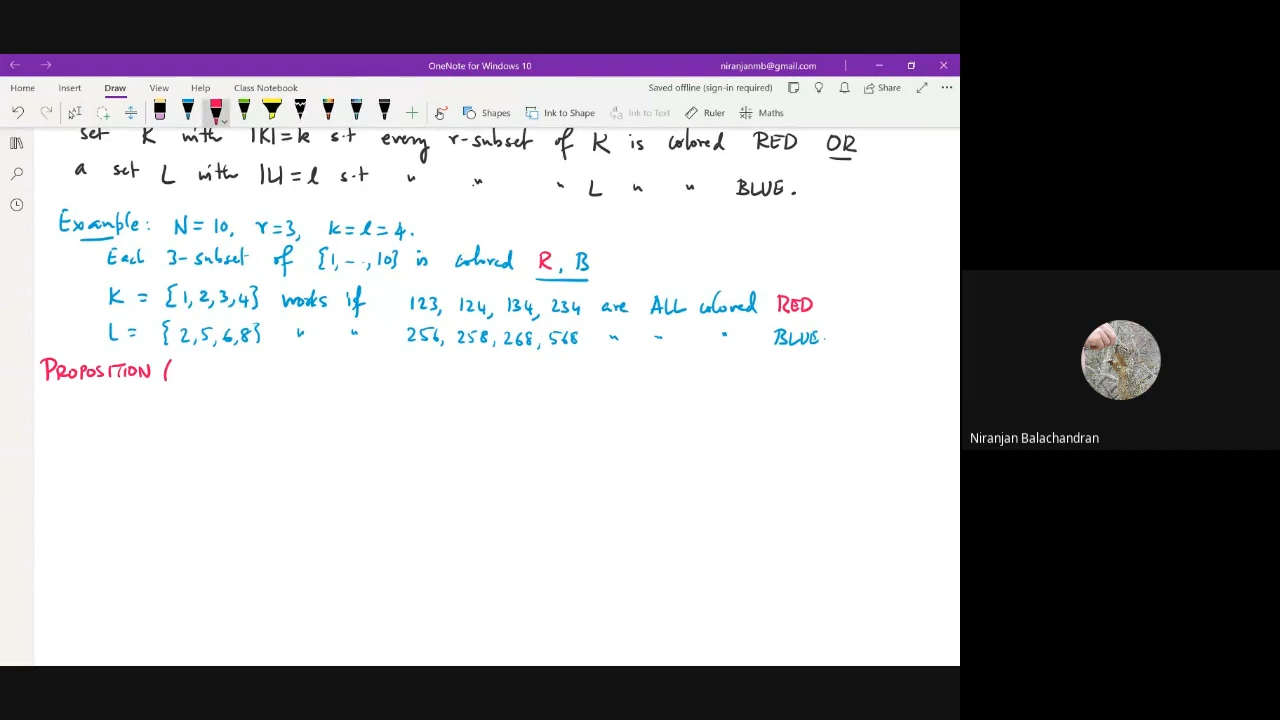 OneNote for Windows 10
niranjanmb@gmail.com
Home Insert Draw View Help Class Notebook
Saved offline (sign-in required)
Share
Shapes Ink to Shape Ink to Text Ruler Maths
set K with |K|=k s.t every r-subset of K is colored RED OR
a set L with |L|=l s.t " " " L " " BLUE.
Example: N=10, r=3, k=l=4.
Each 3-subset of {1,-..,10} is colored R, B
K = {1,2,3,4} works if 123, 124, 134, 234 are ALL colored RED
L = {2,5,6,8} " " 256, 258, 268, 568 " " " BLUE.
PROPOSITION (
Niranjan Balachandran